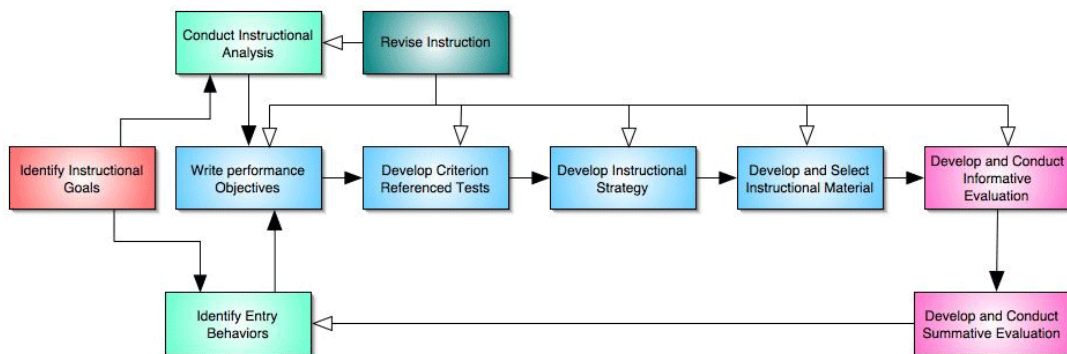 Conduct Instructional
Analysis
Revise Instruction
Identify Instructional
Goals
Write performance
Objectives
Develop Criterion
Referenced Tests
Develop Instructional
Strategy
Develop and Select
Instructional Material
Develop and Conduct
Informative
Evaluation
Identify Entry
Behaviors
Develop and Conduct
Summative Evaluation